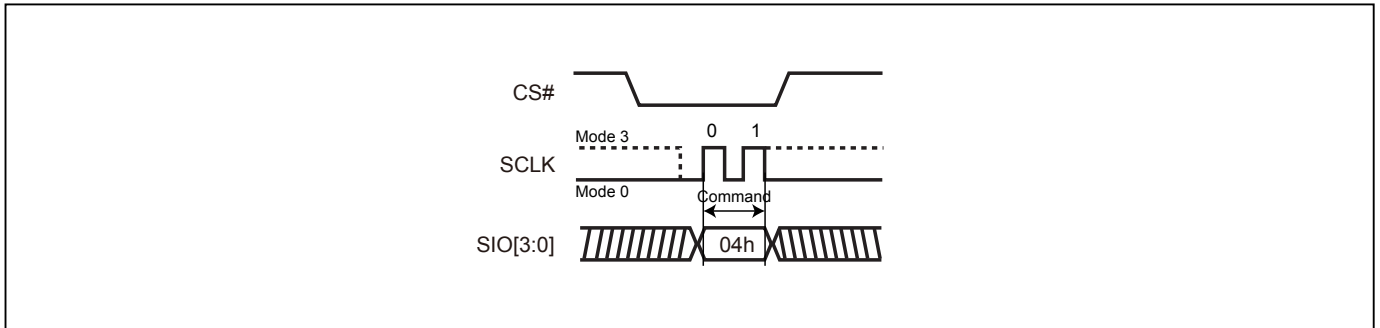 CS#
Mode 3
0 1
SCLK
Mode 0
Command
SIO[3:0]
04h